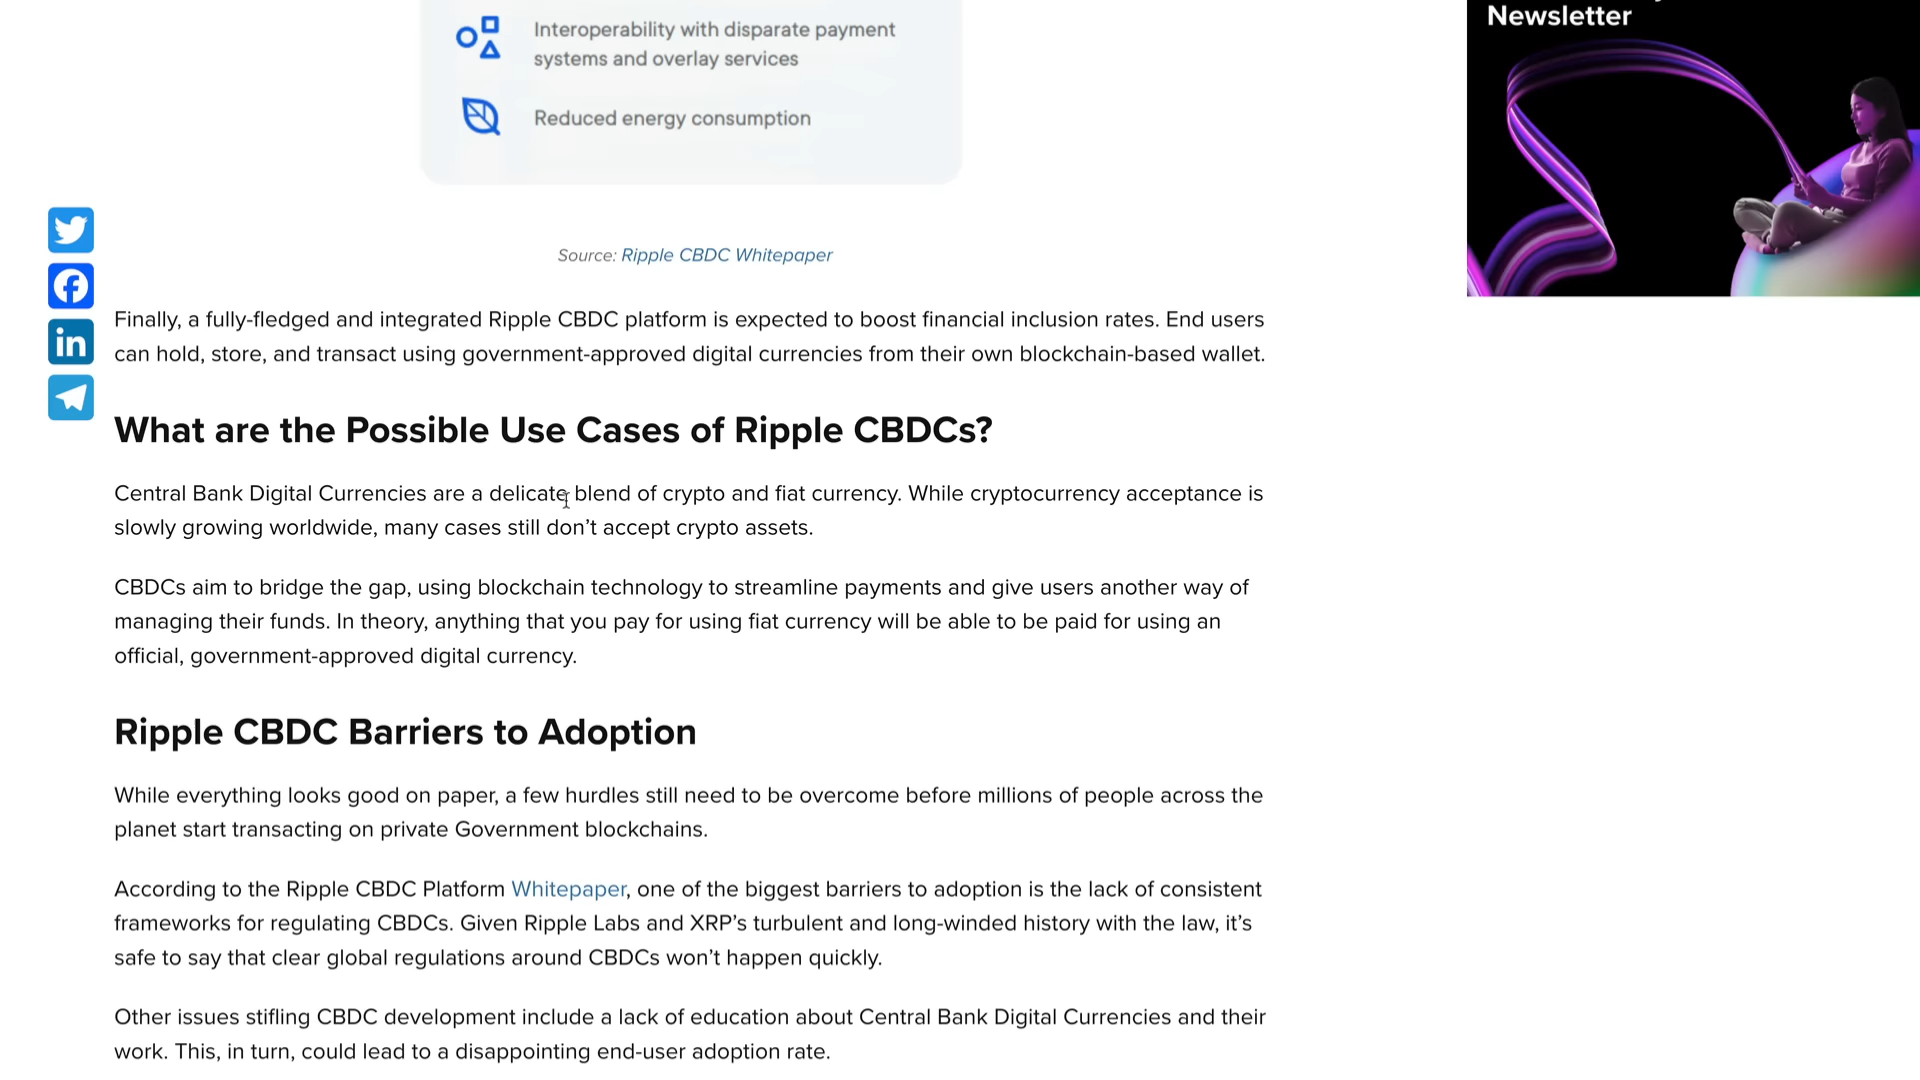 Newsletter
Interoperability with disparate payment
systems and overlay services
Reduced energy consumption
Source: Ripple CBDC Whitepaper
Finally, a fully-fledged and integrated Ripple CBDC platform is expected to boost financial inclusion rates. End users
can hold, store, and transact using government-approved digital currencies from their own blockchain-based wallet.
What are the Possible Use Cases of Ripple CBDCs?
Central Bank Digital Currencies are a delicate blend of crypto and fiat currency. While cryptocurrency acceptance is
slowly growing worldwide, many cases still don’t accept crypto assets.
CBDCs aim to bridge the gap, using blockchain technology to streamline payments and give users another way of
managing their funds. In theory, anything that you pay for using fiat currency will be able to be paid for using an
official, government-approved digital currency.
Ripple CBDC Barriers to Adoption
While everything looks good on paper, a few hurdles still need to be overcome before millions of people across the
planet start transacting on private Government blockchains.
According to the Ripple CBDC Platform Whitepaper, one of the biggest barriers to adoption is the lack of consistent
frameworks for regulating CBDCs. Given Ripple Labs and XRP’s turbulent and long-winded history with the law, it’s
safe to say that clear global regulations around CBDCs won’t happen quickly.
Other issues stifling CBDC development include a lack of education about Central Bank Digital Currencies and their
work. This, in turn, could lead to a disappointing end-user adoption rate.